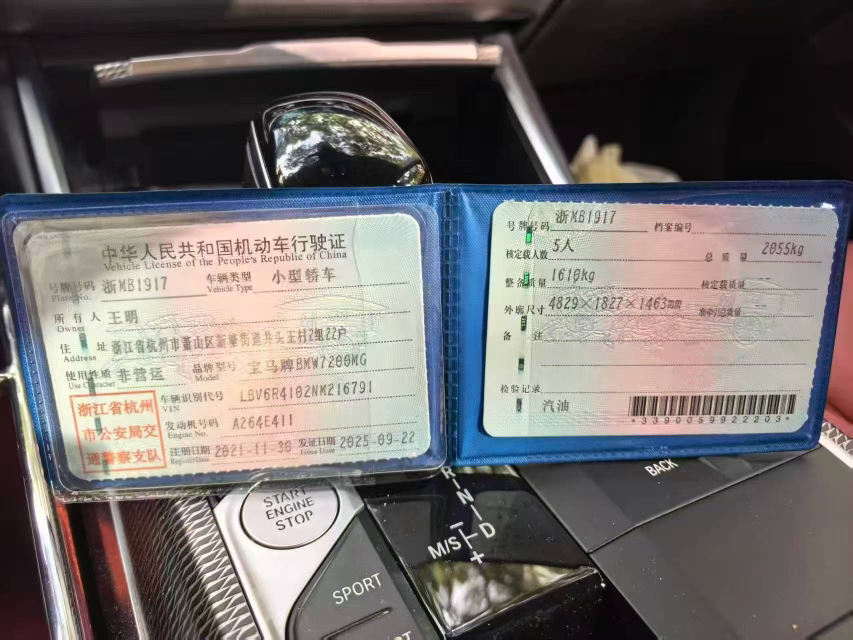 中华人民共和国机动车行驶证
Vehicle License of the People's Republic of China
号牌号码 浙MB1917 车辆类型 小型轿车
Plate No. Vehicle Type
所有人 王明
Owner
住址 浙江省杭州市萧山区新塘街道井头王村2组22户
Address
使用性质 非营运 品牌型号 宝马牌BMW7200MG
Use Character Model
浙江省杭州
市公安局交
通警察支队
车辆识别代号 LBV6R4102NM216791
VIN
发动机号码 A264E411
Engine No.
注册日期 2021-11-30 发证日期 2025-09-22
Register Date Issue Date
号牌号码 浙MB1917 档案编号
核定载人数 5人 总质量 2055kg
整备质量 1610kg 核定载质量
外廓尺寸 4829×1827×1463mm 准牵引总质量
备注
检验记录
汽油
*3390059922203*
START
ENGINE
STOP
SPORT
R
N
D
M/S
+
BACK